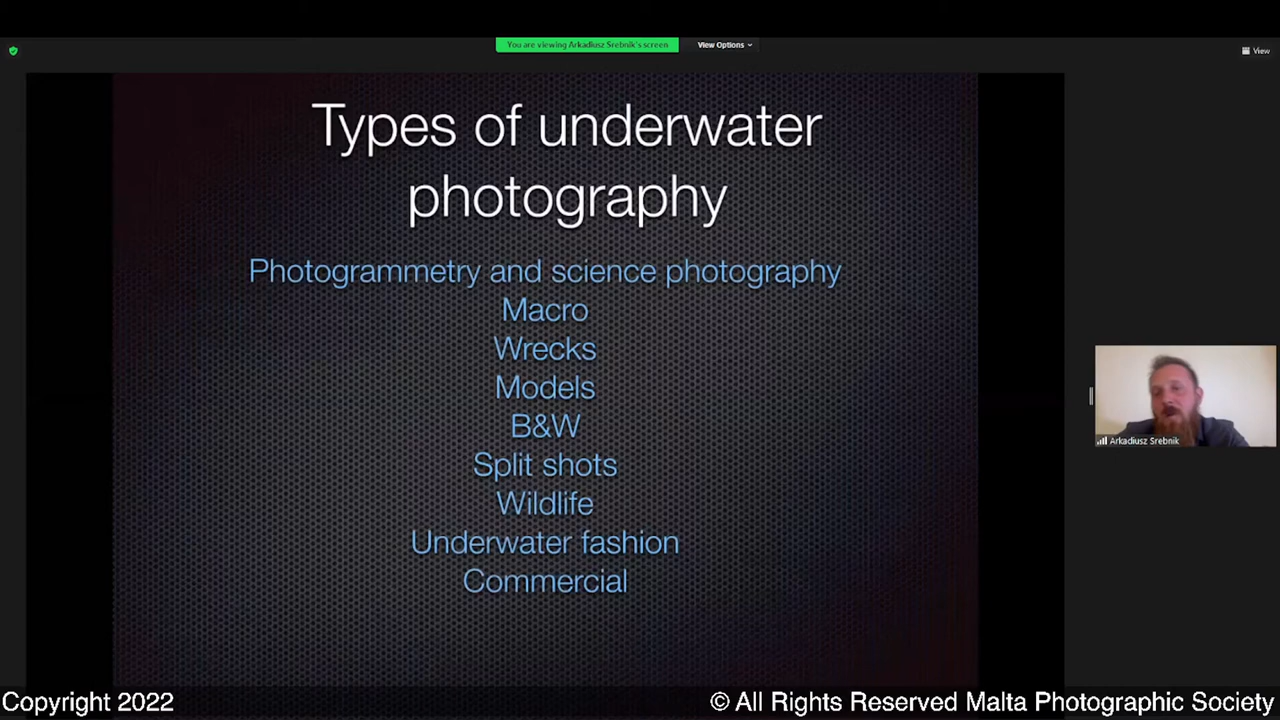 You are viewing Arkadiusz Srebnik's screen
View Options
View
Types of underwater
photography
Photogrammetry and science photography
Macro
Wrecks
Models
B&W
Split shots
Wildlife
Underwater fashion
Commercial
Arkadiusz Srebnik
Copyright 2022
© All Rights Reserved Malta Photographic Society